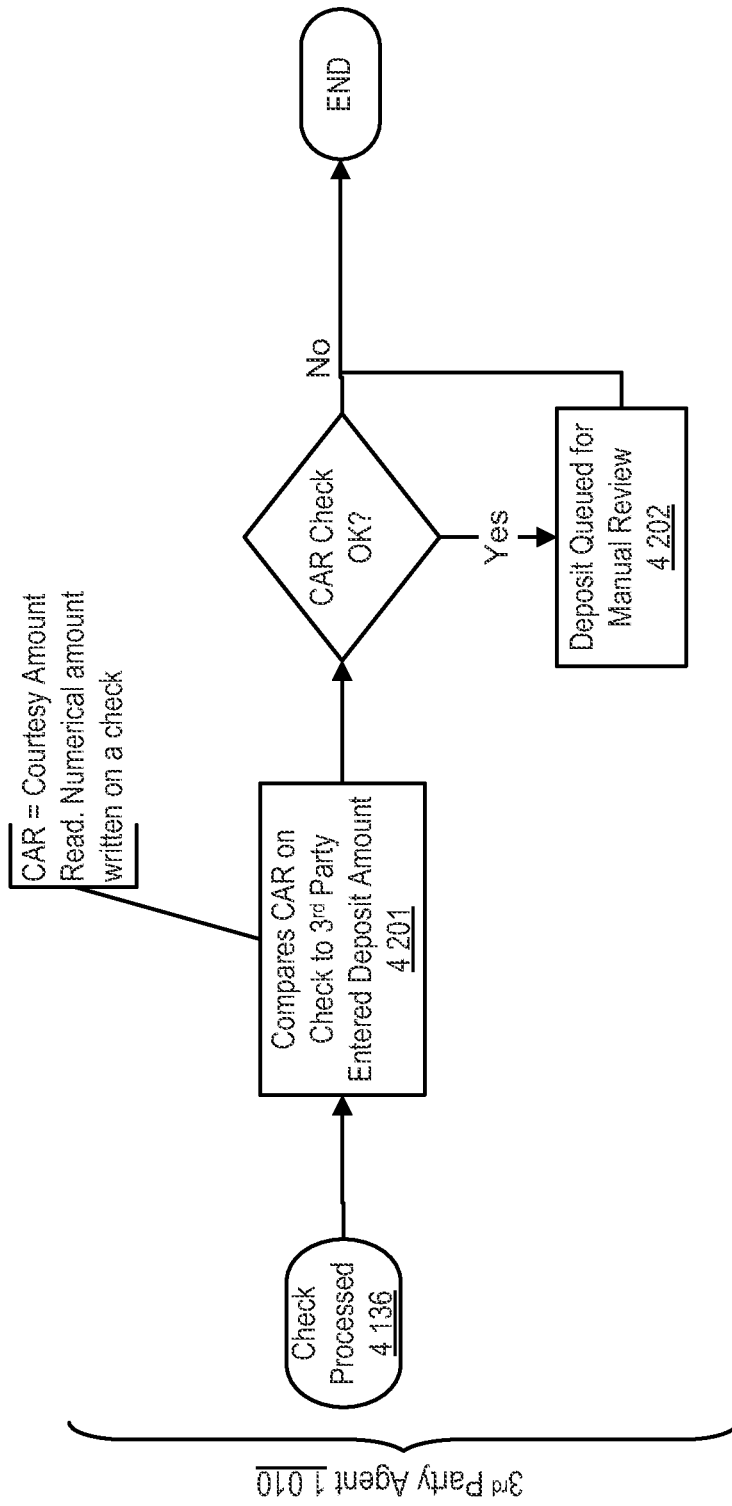 3rd Party Agent 1 010
CAR = Courtesy Amount
Read. Numerical amount
written on a check
Check
Processed
4 136
Compares CAR on
Check to 3rd Party
Entered Deposit Amount
4 201
CAR Check
OK?
No
Yes
Deposit Queued for
Manual Review
4 202
END